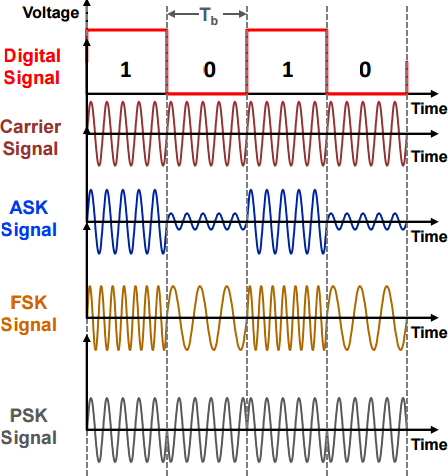 Voltage
Tb
Digital
Signal
1 0 1 0
Time
Carrier
Signal
Time
ASK
Signal
Time
FSK
Signal
Time
PSK
Signal
Time